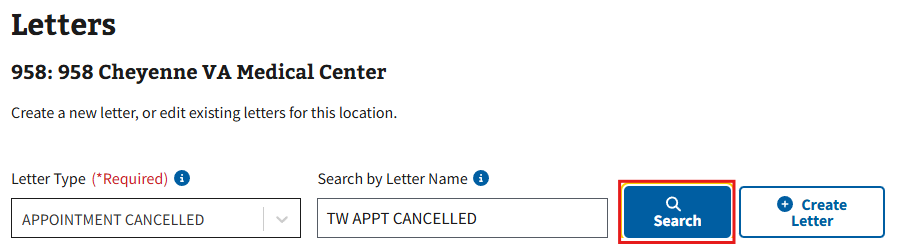 Letters
958: 958 Cheyenne VA Medical Center
Create a new letter, or edit existing letters for this location.
Letter Type (*Required)
Search by Letter Name
APPOINTMENT CANCELLED
TW APPT CANCELLED
Search
Create
Letter